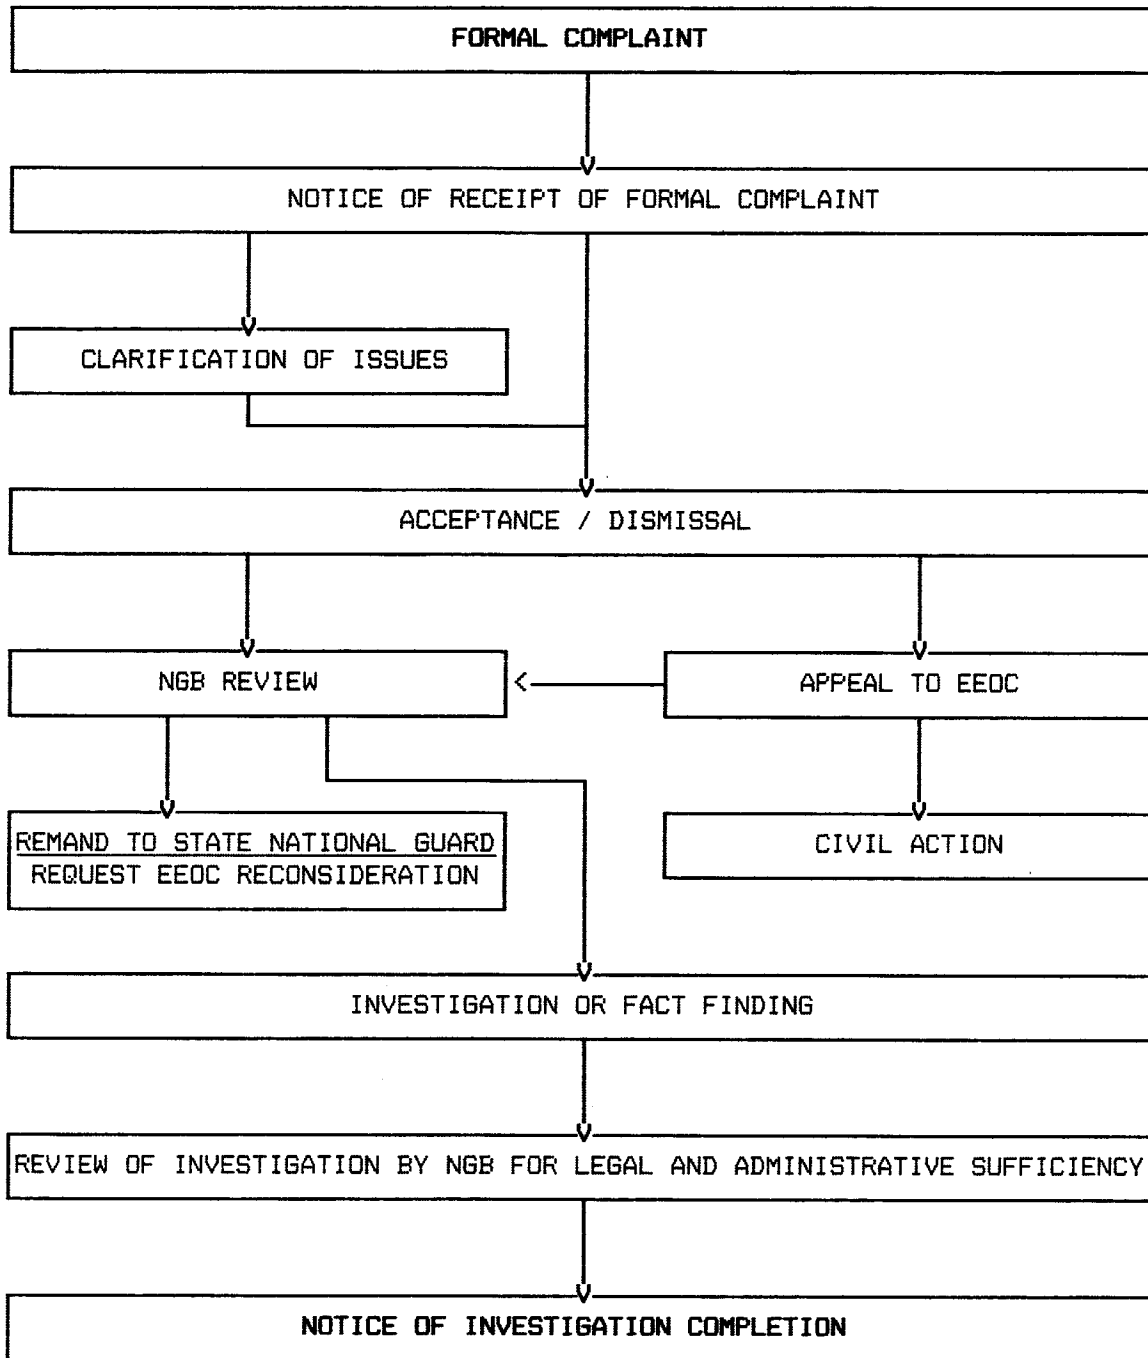 FORMAL COMPLAINT
NOTICE OF RECEIPT OF FORMAL COMPLAINT
CLARIFICATION OF ISSUES
ACCEPTANCE / DISMISSAL
NGB REVIEW
APPEAL TO EEOC
REMAND TO STATE NATIONAL GUARD
REQUEST EEOC RECONSIDERATION
CIVIL ACTION
INVESTIGATION OR FACT FINDING
REVIEW OF INVESTIGATION BY NGB FOR LEGAL AND ADMINISTRATIVE SUFFICIENCY
NOTICE OF INVESTIGATION COMPLETION